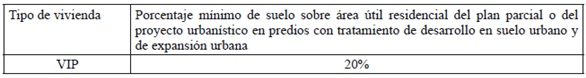 Tipo de vivienda
Porcentaje mínimo de suelo sobre área útil residencial del plan parcial o del
proyecto urbanístico en predios con tratamiento de desarrollo en suelo urbano y
de expansión urbana
VIP
20%